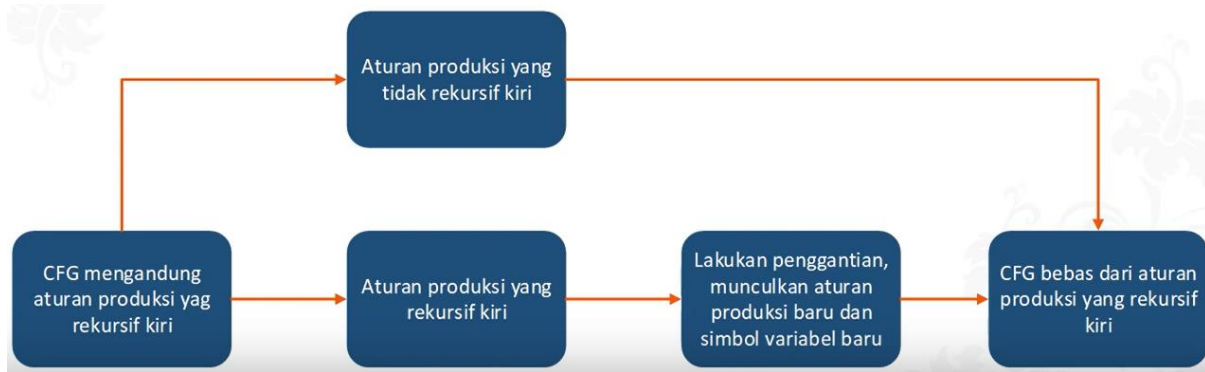 Aturan produksi yang
tidak rekursif kiri
CFG mengandung
aturan produksi yag
rekursif kiri
Aturan produksi yang
rekursif kiri
Lakukan penggantian,
munculkan aturan
produksi baru dan
simbol variabel baru
CFG bebas dari aturan
produksi yang rekursif
kiri